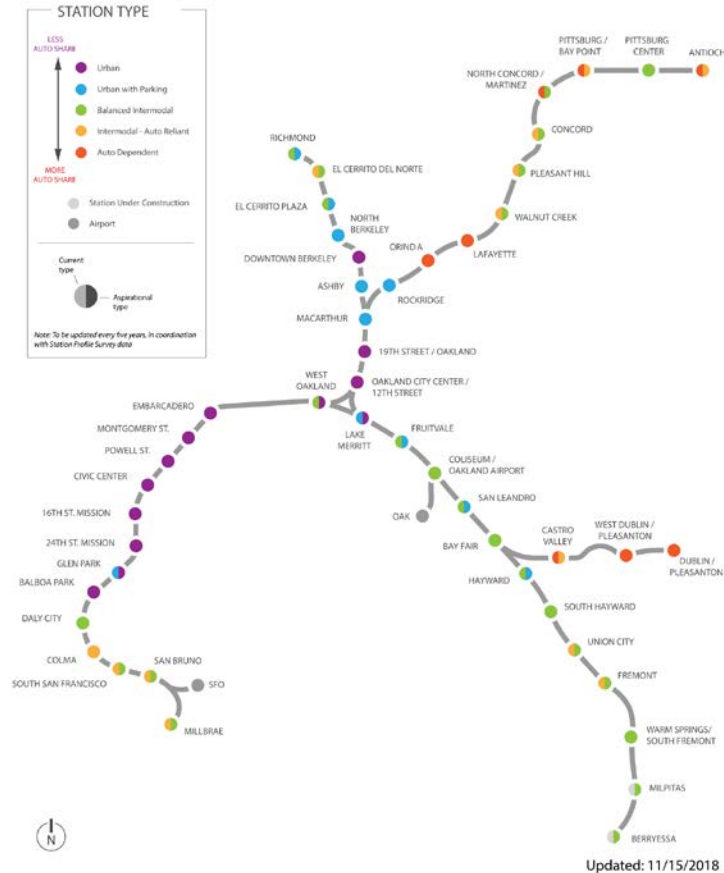 STATION TYPE
LESS
AUTO SHARE
Urban
Urban with Parking
Balanced Intermodal
Intermodal - Auto Reliant
Auto Dependent
MORE
AUTO SHARE
Station Under Construction
Airport
Current
type
Aspirational
type
Note: To be updated every five years, in coordination
with Station Profile Survey data
PITTSBURG /
BAY POINT
PITTSBURG
CENTER
ANTIOCH
NORTH CONCORD /
MARTINEZ
CONCORD
PLEASANT HILL
WALNUT CREEK
LAFAYETTE
ORINDA
ROCKRIDGE
RICHMOND
EL CERRITO DEL NORTE
EL CERRITO PLAZA
NORTH
BERKELEY
DOWNTOWN BERKELEY
ASHBY
MACARTHUR
19TH STREET / OAKLAND
WEST
OAKLAND
OAKLAND CITY CENTER /
12TH STREET
LAKE
MERRITT
FRUITVALE
COLISEUM /
OAKLAND AIRPORT
OAK
SAN LEANDRO
BAY FAIR
CASTRO
VALLEY
WEST DUBLIN /
PLEASANTON
DUBLIN /
PLEASANTON
HAYWARD
SOUTH HAYWARD
UNION CITY
FREMONT
WARM SPRINGS/
SOUTH FREMONT
MILPITAS
BERRYESSA
EMBARCADERO
MONTGOMERY ST.
POWELL ST.
CIVIC CENTER
16TH ST. MISSION
24TH ST. MISSION
GLEN PARK
BALBOA PARK
DALY CITY
COLMA
SOUTH SAN FRANCISCO
SAN BRUNO
SFO
MILLBRAE
N
Updated: 11/15/2018